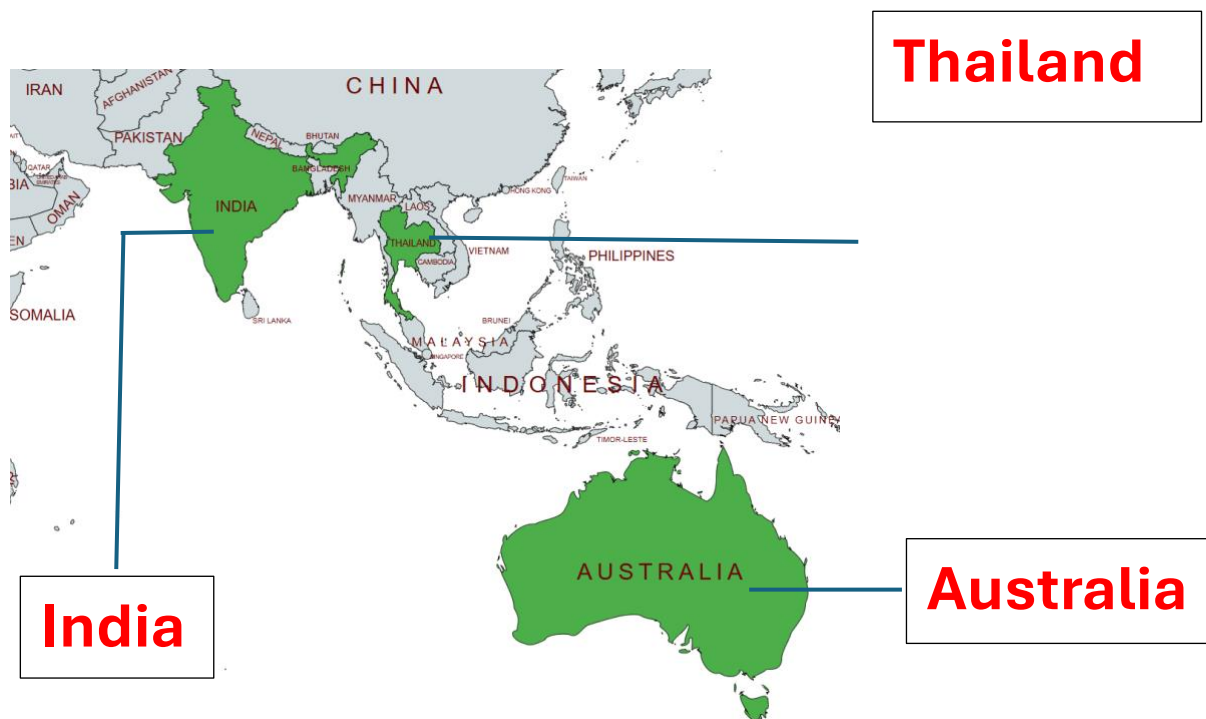 Thailand
CHINA
IRAN
AFGHANISTAN
PAKISTAN
NEPAL
BHUTAN
BANGLADESH
QATAR
TAIWAN
HONG KONG
OMAN
INDIA
MYANMAR
LAOS
THAILAND
VIETNAM
CAMBODIA
PHILIPPINES
SOMALIA
SRI LANKA
BRUNEI
MALAYSIA
SINGAPORE
INDONESIA
PAPUA NEW GUINE
TIMOR-LESTE
AUSTRALIA
Australia
India